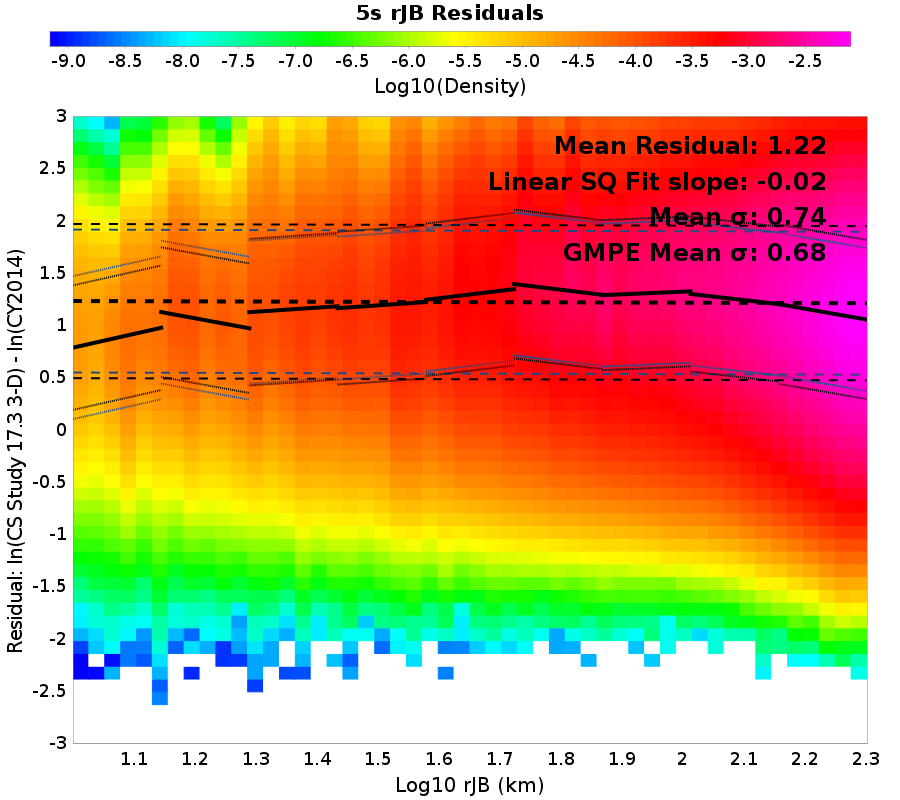 5s rJB Residuals
-9.0 -8.5 -8.0 -7.5 -7.0 -6.5 -6.0 -5.5 -5.0 -4.5 -4.0 -3.5 -3.0 -2.5
Log10(Density)
Mean Residual: 1.22
Linear SQ Fit slope: -0.02
Mean σ: 0.74
GMPE Mean σ: 0.68
Residual: ln(CS Study 17.3 3-D) - ln(CY2014)
3
2.5
2
1.5
1
0.5
0
-0.5
-1
-1.5
-2
-2.5
-3
1.1 1.2 1.3 1.4 1.5 1.6 1.7 1.8 1.9 2 2.1 2.2 2.3
Log10 rJB (km)